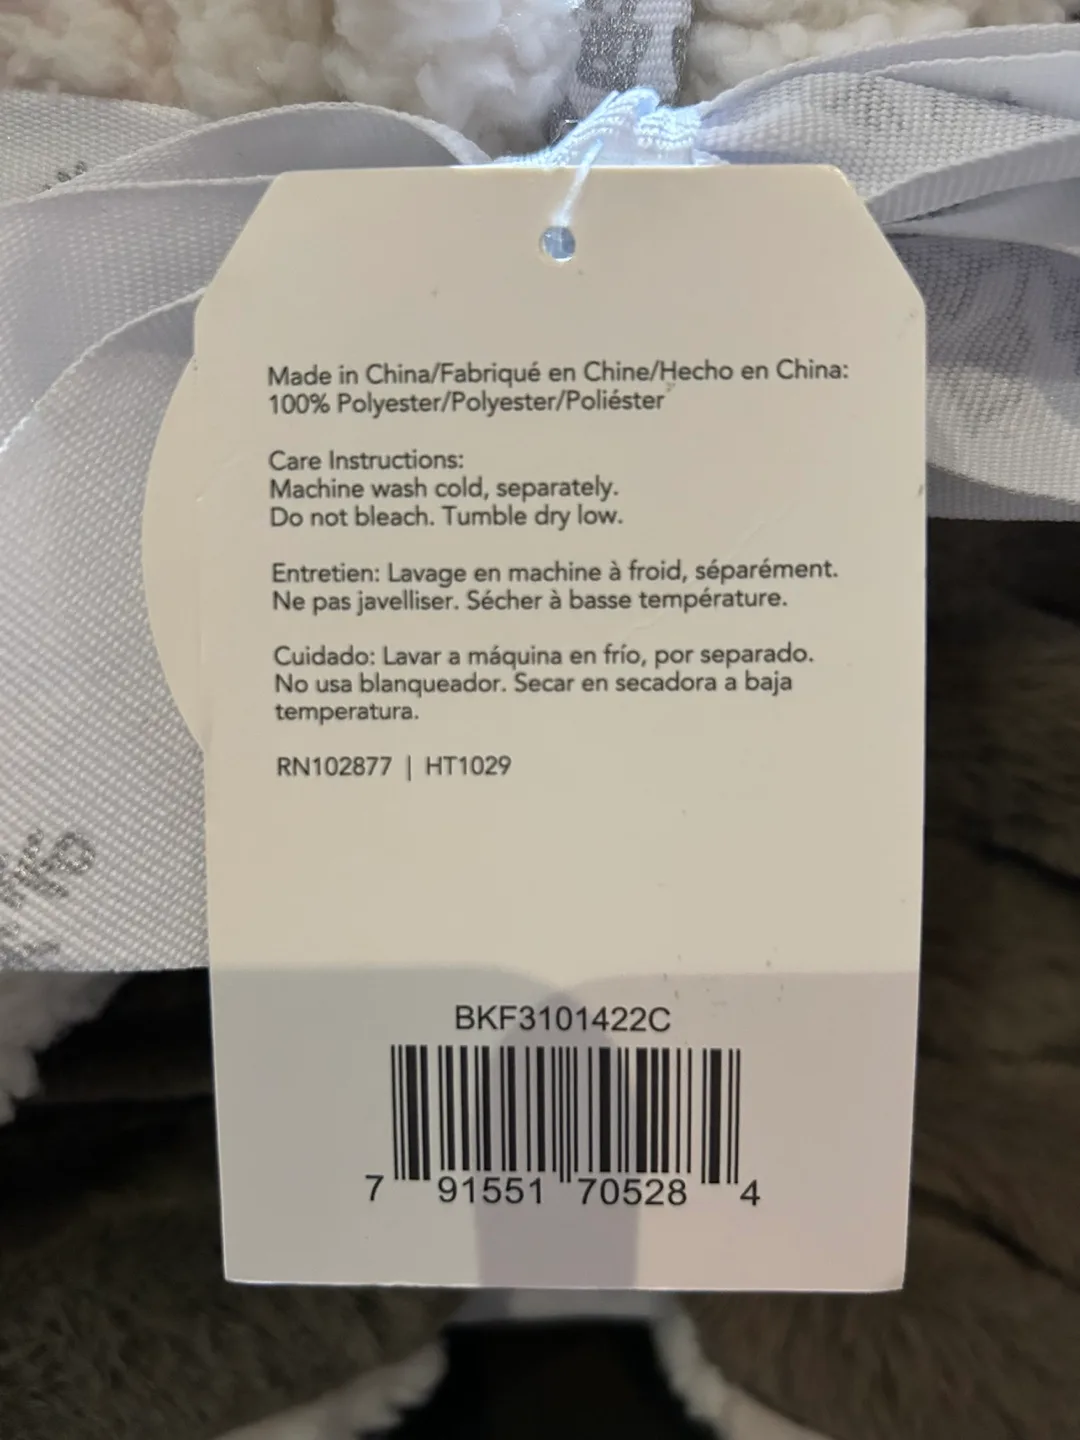 Made in China/Fabriqué en Chine/Hecho en China:
100% Polyester/Polyester/Poliéster
Care Instructions:
Machine wash cold, separately.
Do not bleach. Tumble dry low.
Entretien: Lavage en machine à froid, séparément.
Ne pas javelliser. Sécher à basse température.
Cuidado: Lavar a máquina en frío, por separado.
No usa blanqueador. Secar en secadora a baja
temperatura.
RN102877 | HT1029
BKF3101422C
7 91551 70528 4